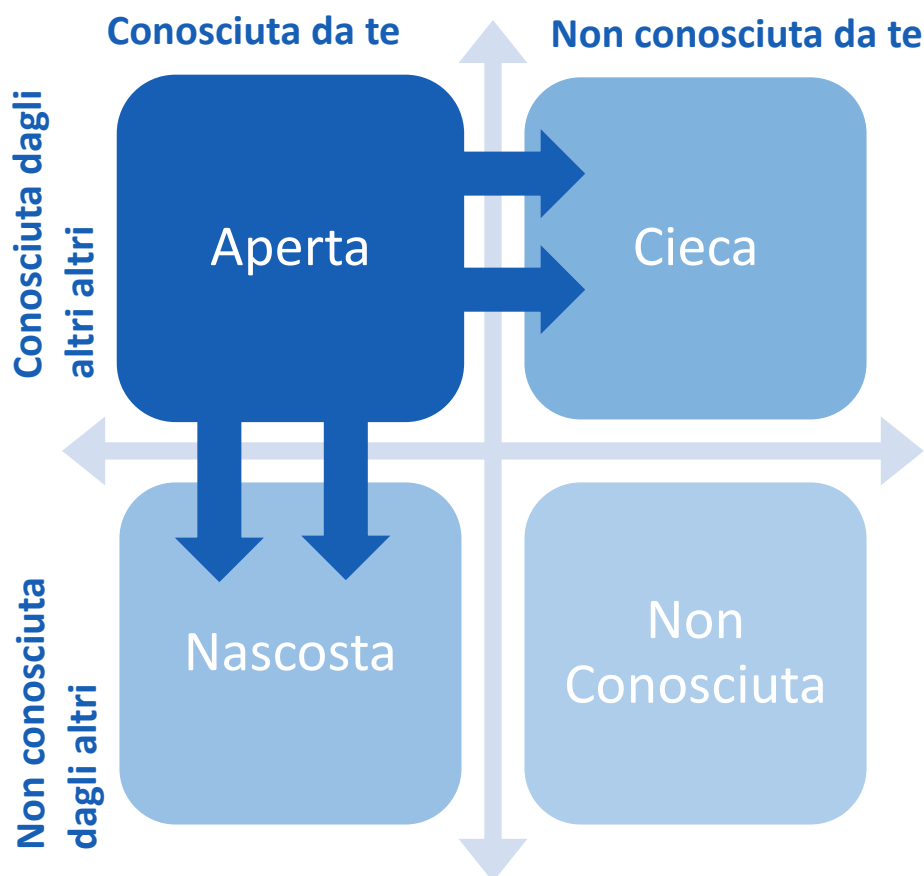 Conosciuta da te
Non conosciuta da te
Conosciuta dagli
altri altri
Aperta
Cieca
Non conosciuta
dagli altri
Nascosta
Non
Conosciuta